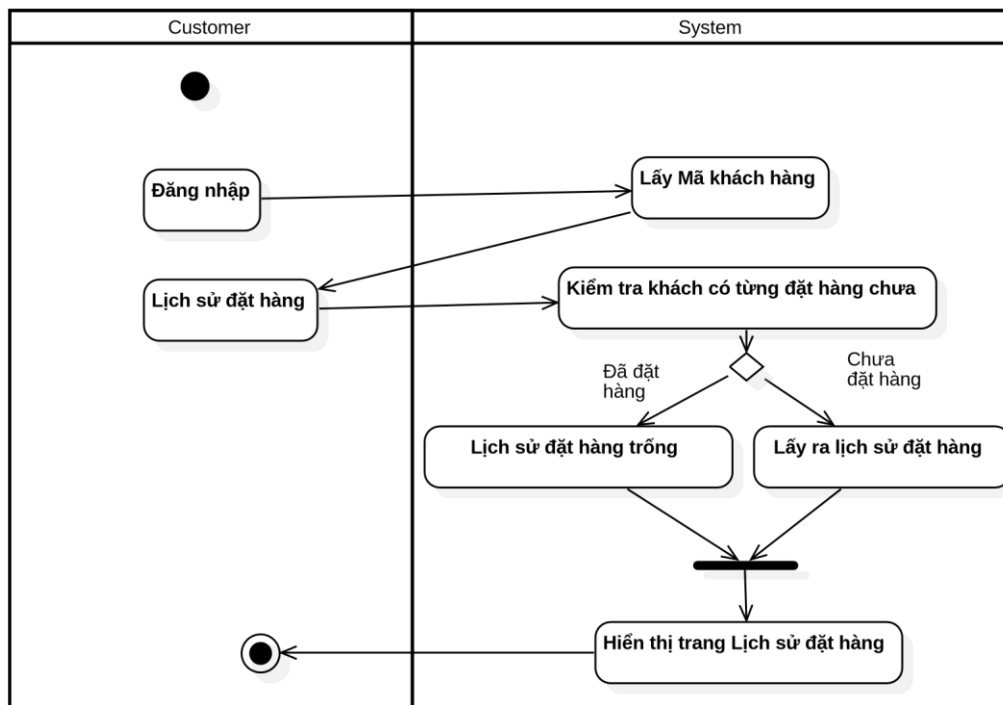 Customer
System
Đăng nhập
Lấy Mã khách hàng
Lịch sử đặt hàng
Kiểm tra khách có từng đặt hàng chưa
Đã đặt
hàng
Chưa
đặt hàng
Lịch sử đặt hàng trống
Lấy ra lịch sử đặt hàng
Hiển thị trang Lịch sử đặt hàng